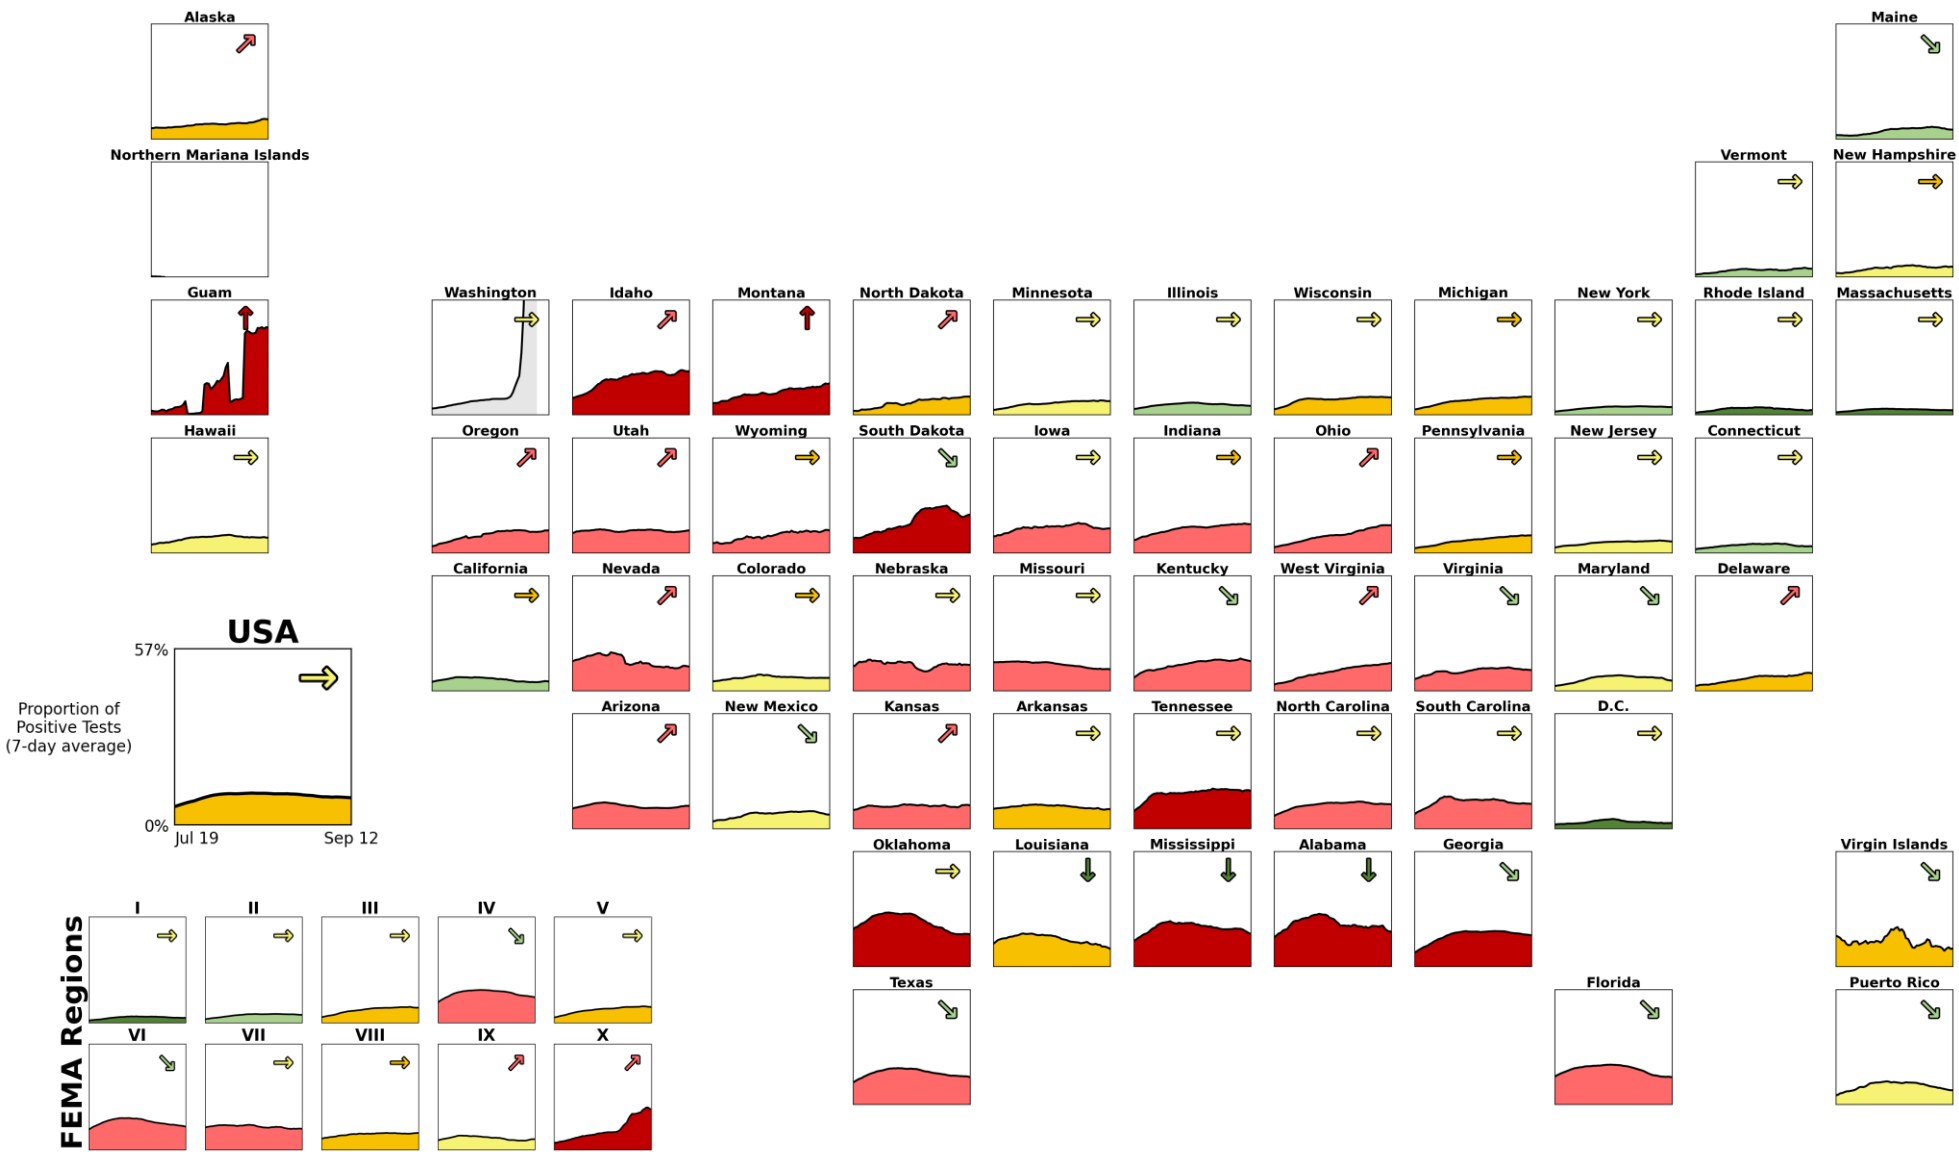 Alaska
Maine
Northern Mariana Islands
Vermont
New Hampshire
Guam
Washington
Idaho
Montana
North Dakota
Minnesota
Illinois
Wisconsin
Michigan
New York
Rhode Island
Massachusetts
Hawaii
Oregon
Utah
Wyoming
South Dakota
Iowa
Indiana
Ohio
Pennsylvania
New Jersey
Connecticut
California
Nevada
Colorado
Nebraska
Missouri
Kentucky
West Virginia
Virginia
Maryland
Delaware
USA
57%
Proportion of
Positive Tests
(7-day average)
0%
Jul 19
Sep 12
Arizona
New Mexico
Kansas
Arkansas
Tennessee
North Carolina
South Carolina
D.C.
Oklahoma
Louisiana
Mississippi
Alabama
Georgia
Virgin Islands
Texas
Florida
Puerto Rico
FEMA Regions
I
II
III
IV
V
VI
VII
VIII
IX
X